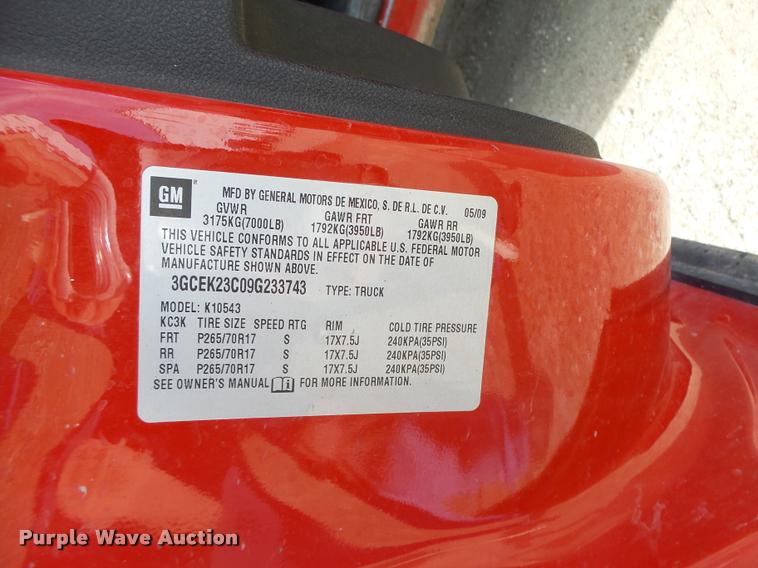 GM MFD BY GENERAL MOTORS DE MEXICO, S. DE R.L. DE C.V. 05/09
GVWR GAWR FRT GAWR RR
3175KG(7000LB) 1792KG(3950LB) 1792KG(3950LB)
THIS VEHICLE CONFORMS TO ALL APPLICABLE U.S. FEDERAL MOTOR
VEHICLE SAFETY STANDARDS IN EFFECT ON THE DATE OF
MANUFACTURE SHOWN ABOVE.
3GCEK23C09G233743 TYPE: TRUCK
MODEL: K10543
KC3K TIRE SIZE SPEED RTG RIM COLD TIRE PRESSURE
FRT P265/70R17 S 17X7.5J 240KPA(35PSI)
RR P265/70R17 S 17X7.5J 240KPA(35PSI)
SPA P265/70R17 S 17X7.5J 240KPA(35PSI)
SEE OWNER'S MANUAL FOR MORE INFORMATION.
Purple Wave Auction